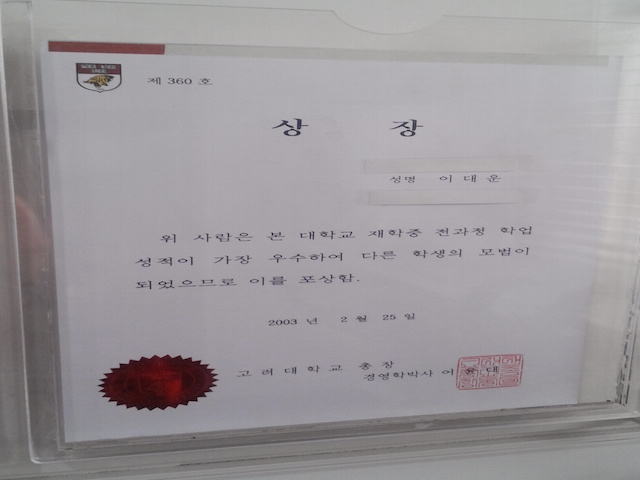 제 360 호
상 장
성명 이 대 운
위 사람은 본 대학교 재학중 전과정 학업
성적이 가장 우수하여 다른 학생의 모범이
되었으므로 이를 포상함.
2003 년 2 월 25 일
고 려 대 학 교 총 장
경영학박사 어 윤 대